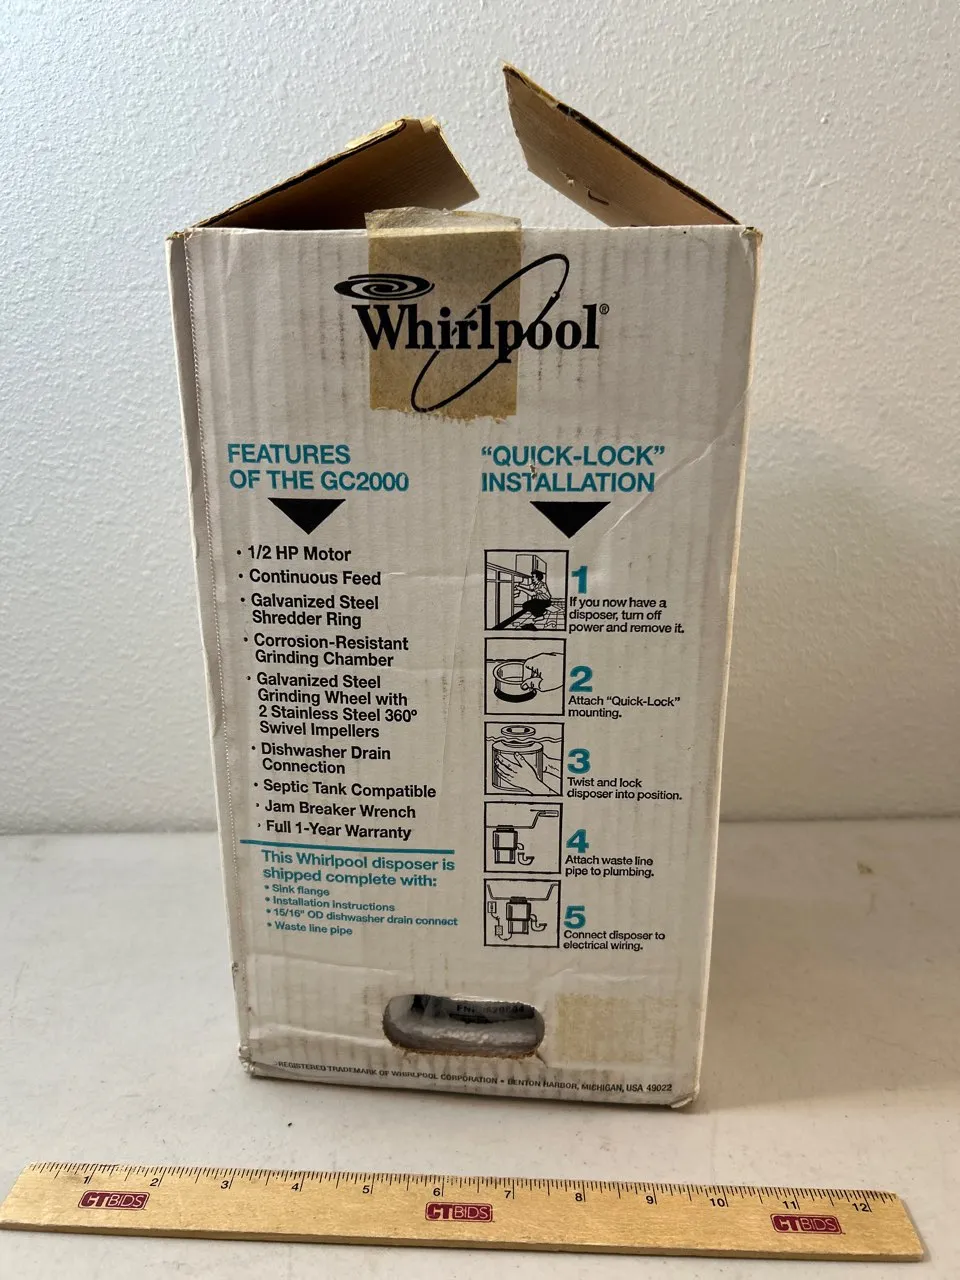 Whirlpool®
FEATURES
OF THE GC2000
• 1/2 HP Motor
• Continuous Feed
• Galvanized Steel
Shredder Ring
• Corrosion-Resistant
Grinding Chamber
• Galvanized Steel
Grinding Wheel with
2 Stainless Steel 360°
Swivel Impellers
• Dishwasher Drain
Connection
• Septic Tank Compatible
• Jam Breaker Wrench
• Full 1-Year Warranty
This Whirlpool disposer is
shipped complete with:
• Sink flange
• Installation instructions
• 15/16" OD dishwasher drain connect
• Waste line pipe
“QUICK-LOCK”
INSTALLATION
1
If you now have a
disposer, turn off
power and remove it.
2
Attach “Quick-Lock”
mounting.
3
Twist and lock
disposer into position.
4
Attach waste line
pipe to plumbing.
5
Connect disposer to
electrical wiring.
REGISTERED TRADEMARK OF WHIRLPOOL CORPORATION • BENTON HARBOR, MICHIGAN, USA 49022
1 2 3 4 5 6 7 8 9 10 11 12
CTBIDS CTBIDS CTBIDS